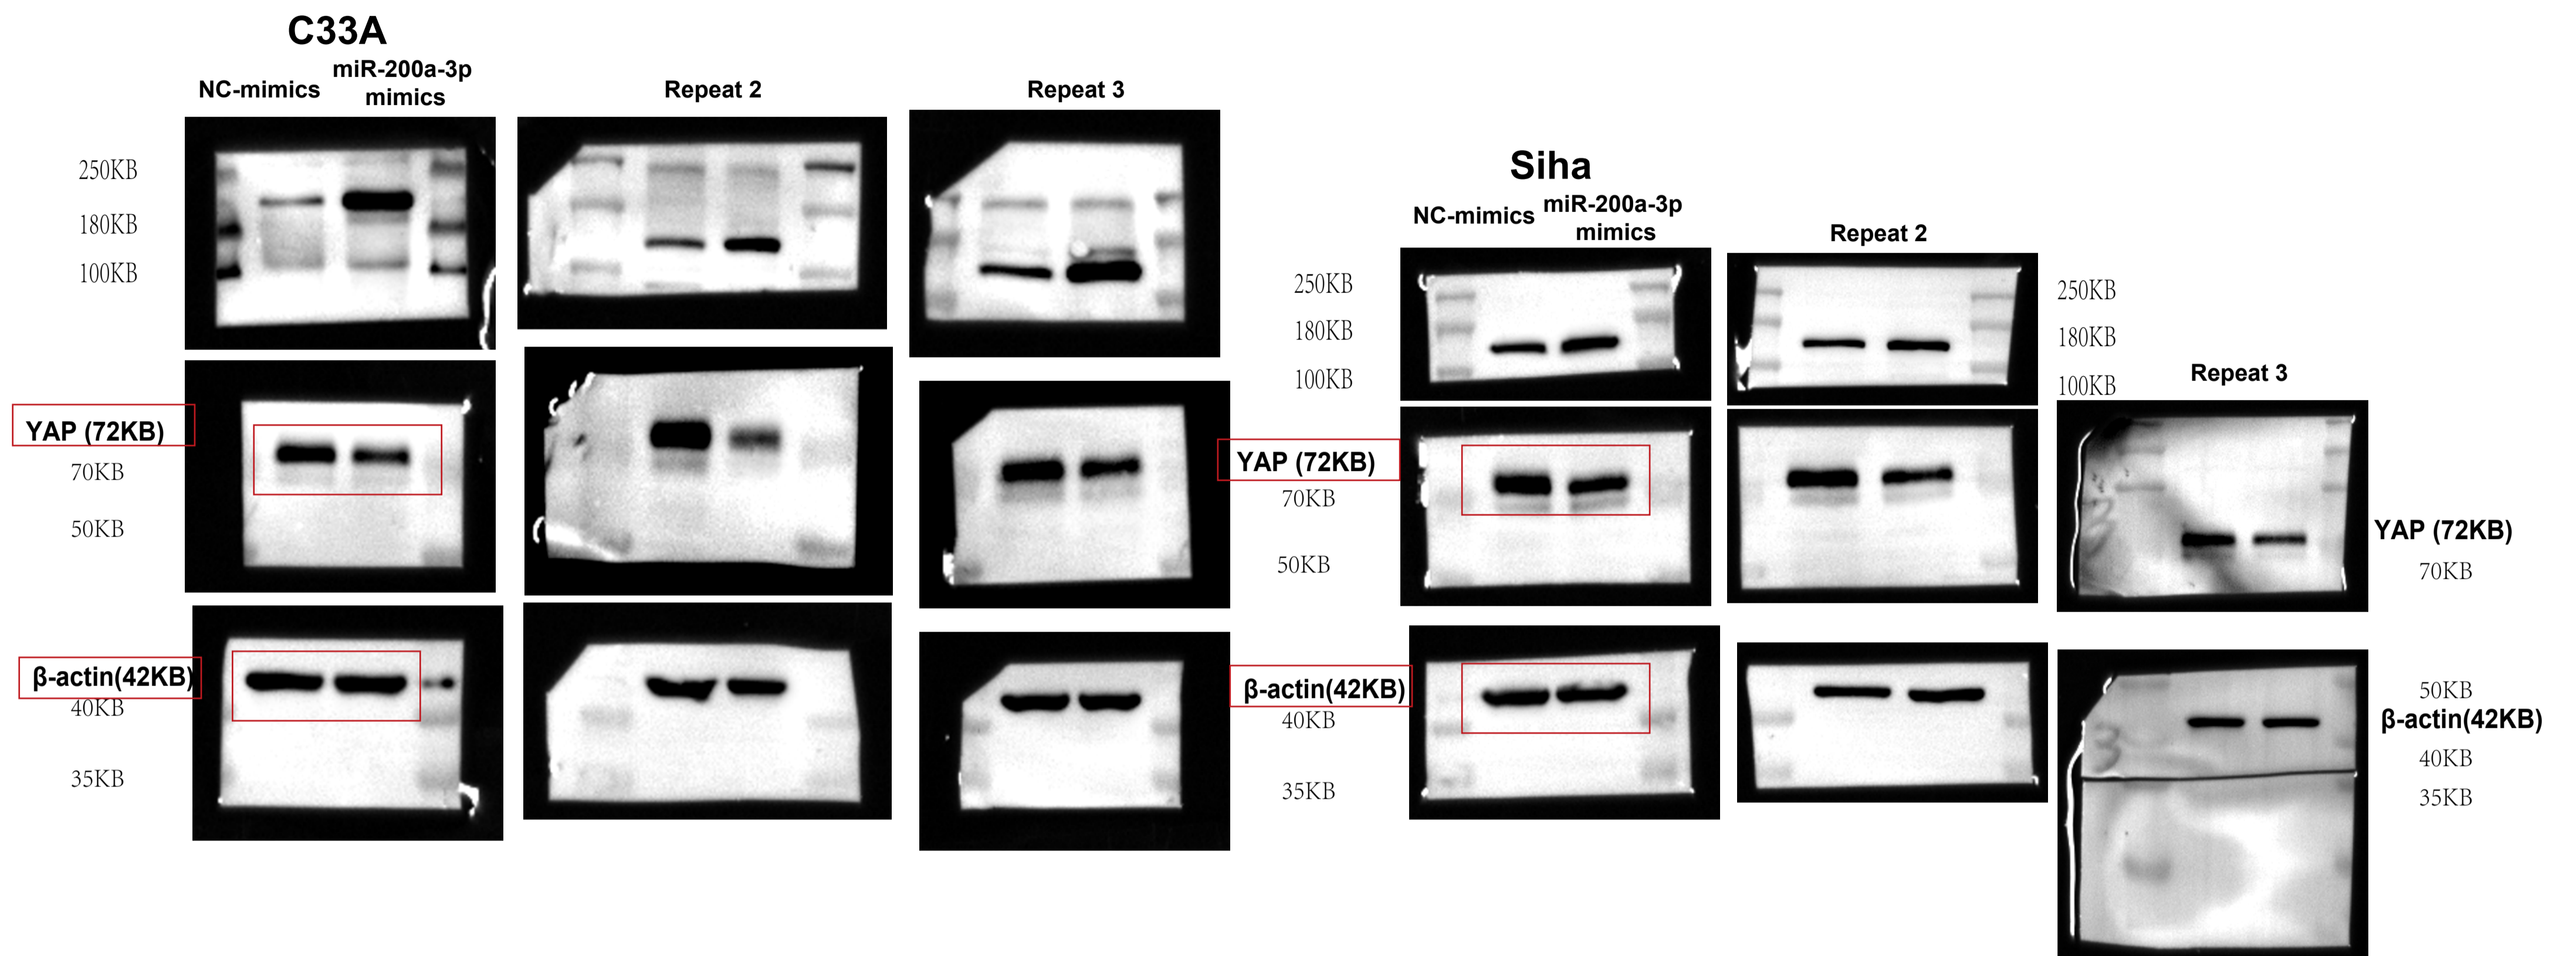 C33A
NC-mimics
miR-200a-3p
mimics
Repeat 2
Repeat 3
250KB
180KB
100KB
YAP (72KB)
70KB
50KB
β-actin(42KB)
40KB
35KB
Siha
NC-mimics
miR-200a-3p
mimics
Repeat 2
250KB
180KB
100KB
250KB
180KB
100KB
Repeat 3
YAP (72KB)
70KB
50KB
YAP (72KB)
70KB
β-actin(42KB)
40KB
35KB
50KB
β-actin(42KB)
40KB
35KB
3